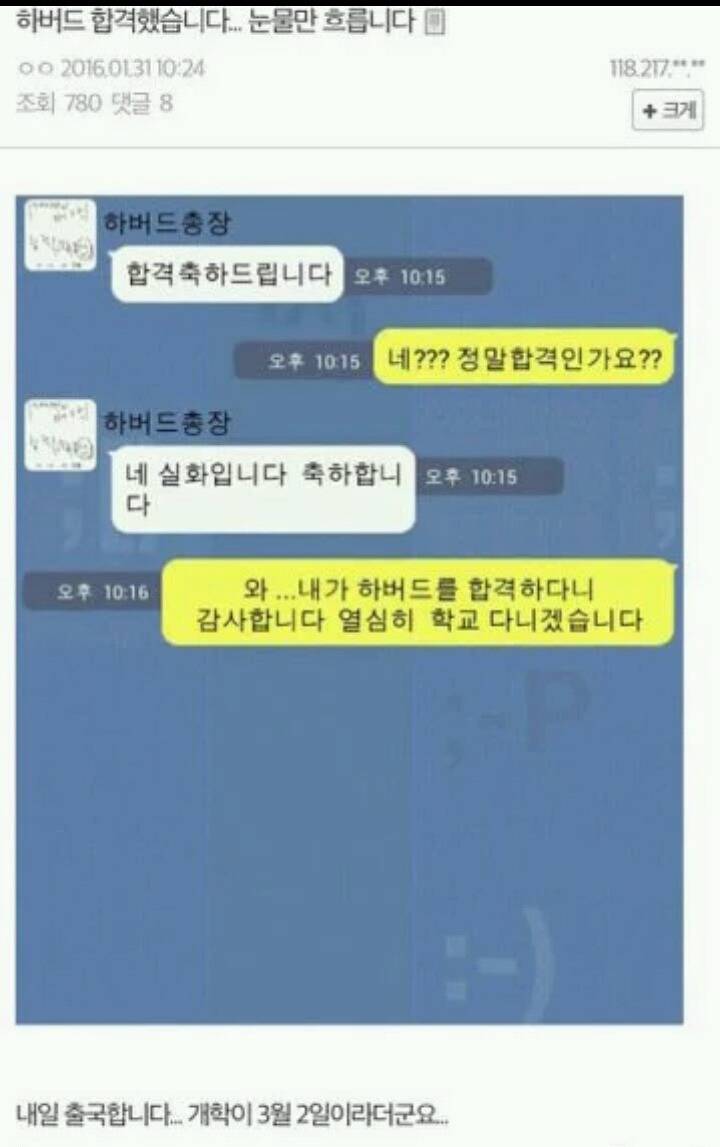 하버드 합격했습니다... 눈물만 흐릅니다
ㅇㅇ 2016.01.31 10:24
118.217.**.**
조회 780 댓글 8
+ 크게
하버드총장
합격축하드립니다
오후 10:15
오후 10:15
네??? 정말합격인가요??
하버드총장
네 실화입니다 축하합니
다
오후 10:15
오후 10:16
와 ...내가 하버드를 합격하다니
감사합니다 열심히 학교 다니겠습니다
;-P
:-)
내일 출국합니다... 개학이 3월 2일이라더군요...